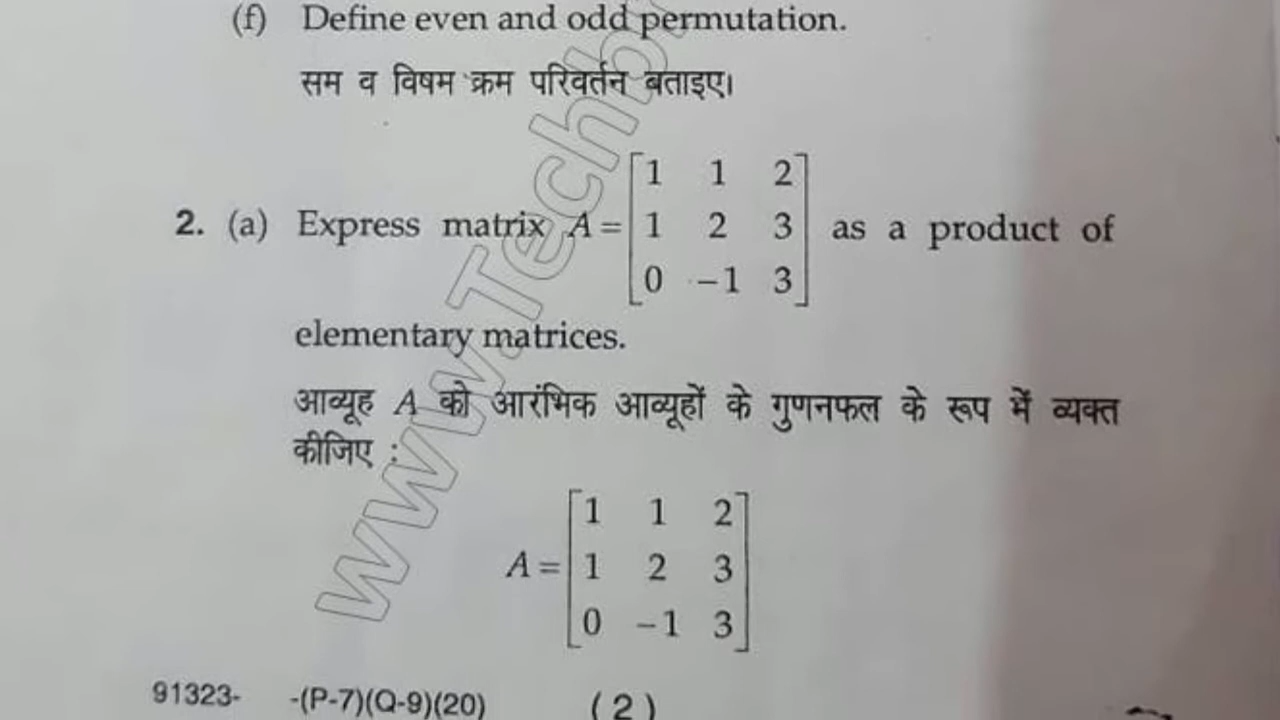 (f) Define even and odd permutation.
सम व विषम क्रम परिवर्तन बताइए।
2. (a) Express matrix A = [1 1 2
1 2 3
0 -1 3] as a product of
elementary matrices.
आव्यूह A को आरंभिक आव्यूहों के गुणनफल के रूप में व्यक्त
कीजिए :
A = [1 1 2
1 2 3
0 -1 3]
91323- -(P-7)(Q-9)(20) (2)
www.Tech